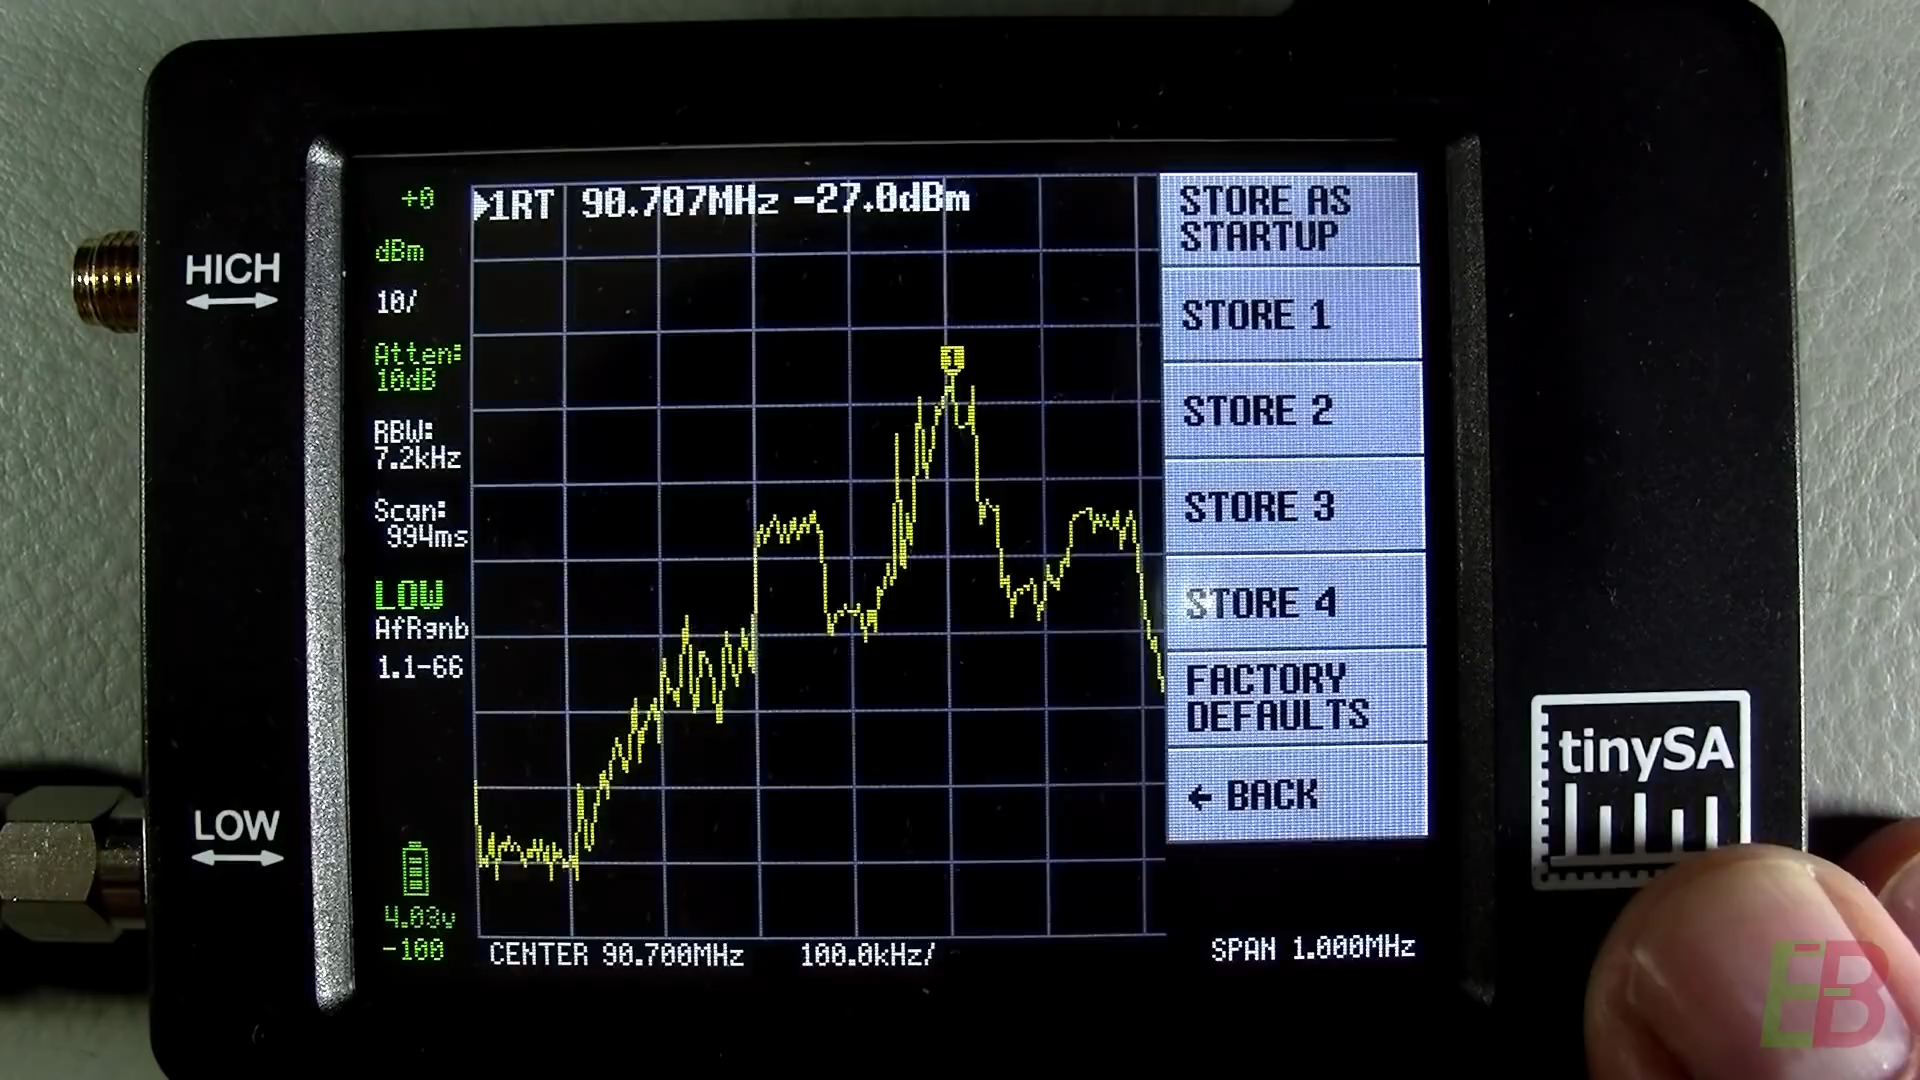 +0
dBm
10/
Atten:
10dB
RBW:
7.2kHz
Scan:
994ms
LOW
AfRgnb
1.1-66
4.03v
-100
1RT 90.707MHz -27.0dBm
1
CENTER 90.700MHz 100.0kHz/ SPAN 1.000MHz
STORE AS
STARTUP
STORE 1
STORE 2
STORE 3
STORE 4
FACTORY
DEFAULTS
← BACK
HIGH
LOW
tinySA
EB